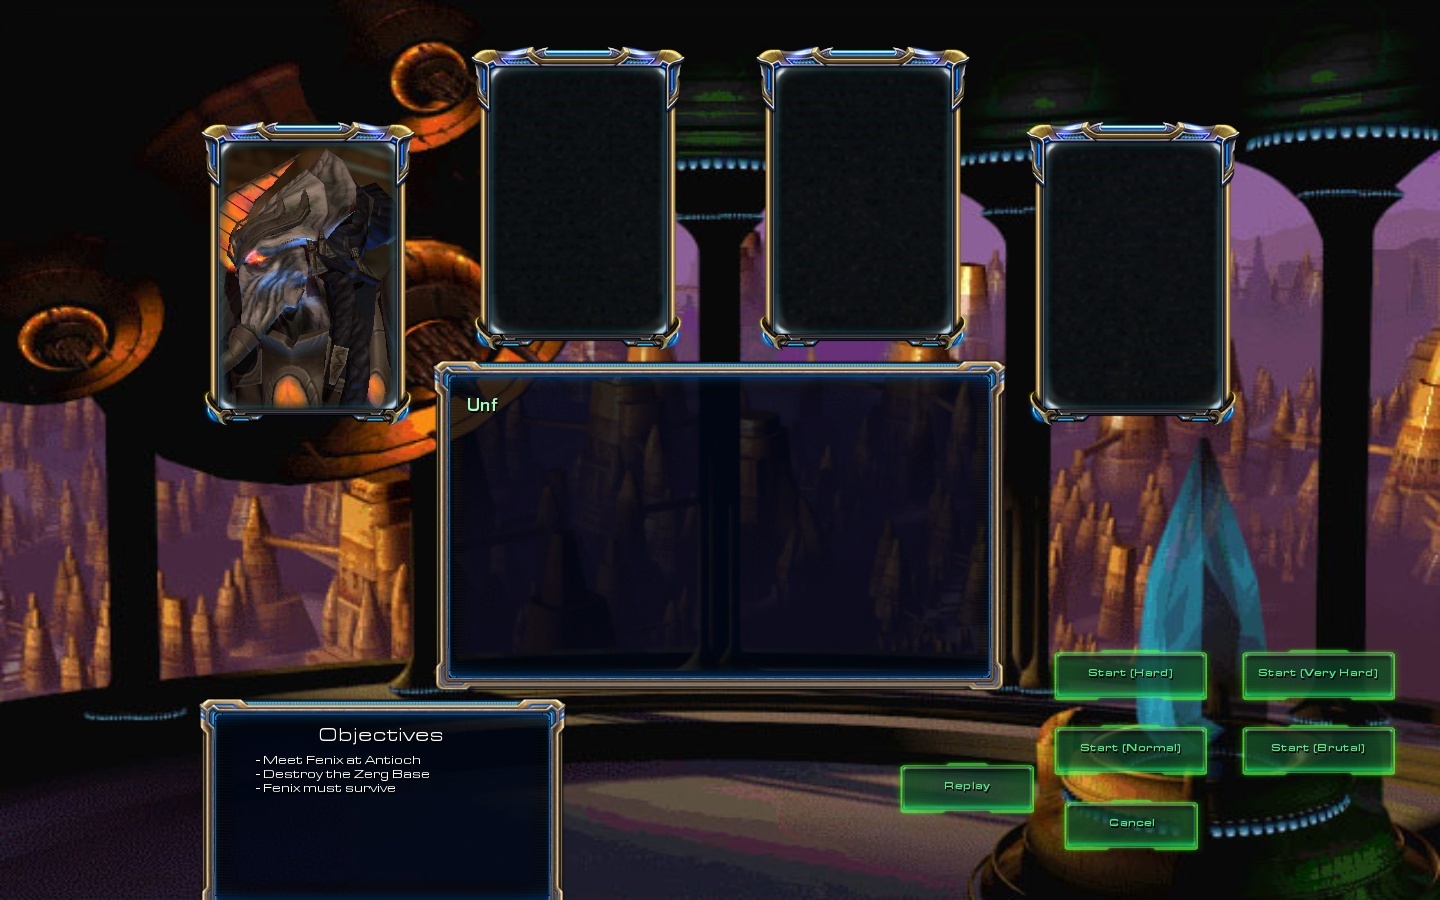 Unf
Objectives
- Meet Fenix at Antioch
- Destroy the Zerg Base
- Fenix must survive
Start (Hard)
Start (Very Hard)
Start (Normal)
Start (Brutal)
Replay
Cancel